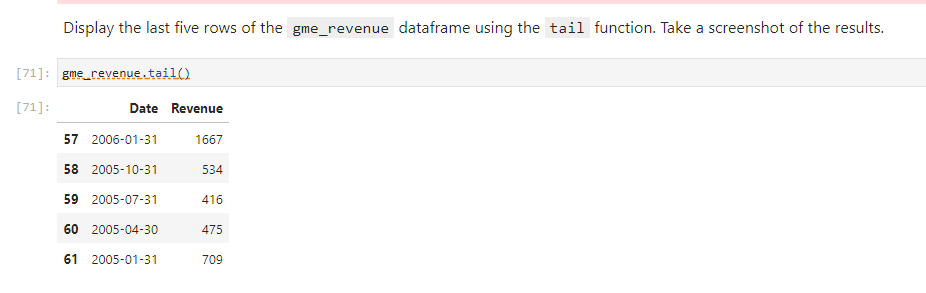 Display the last five rows of the gme_revenue dataframe using the tail function. Take a screenshot of the results.
[71]: gme_revenue.tail()
[71]: Date Revenue
57 2006-01-31 1667
58 2005-10-31 534
59 2005-07-31 416
60 2005-04-30 475
61 2005-01-31 709